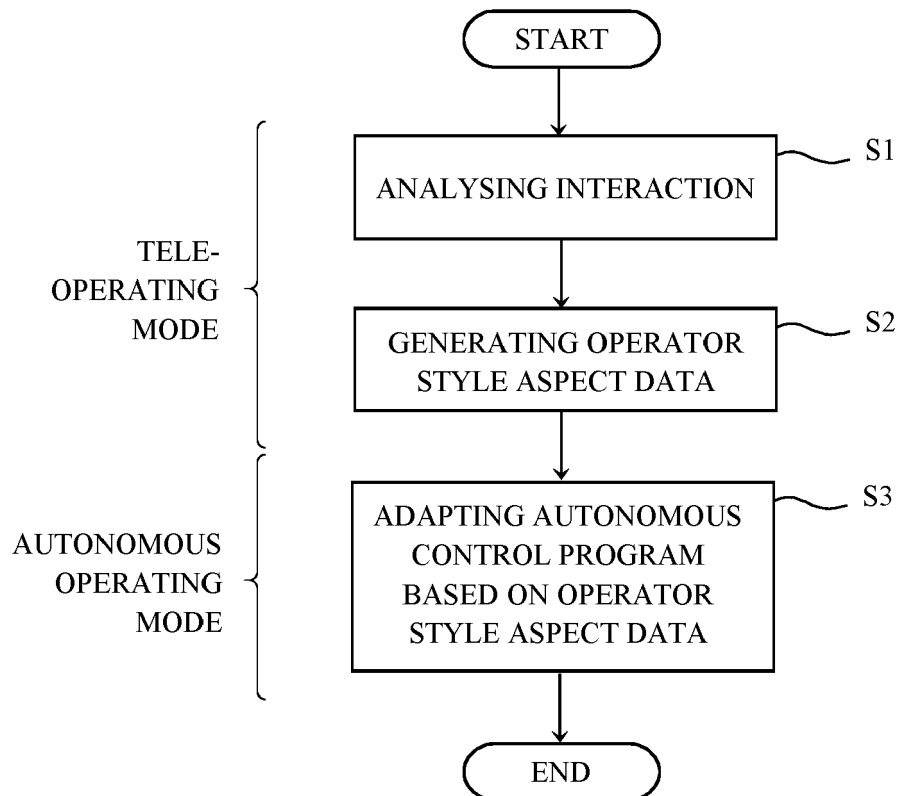 START
S1
ANALYSING INTERACTION
TELE-
OPERATING
MODE
S2
GENERATING OPERATOR
STYLE ASPECT DATA
S3
ADAPTING AUTONOMOUS
CONTROL PROGRAM
BASED ON OPERATOR
STYLE ASPECT DATA
AUTONOMOUS
OPERATING
MODE
END